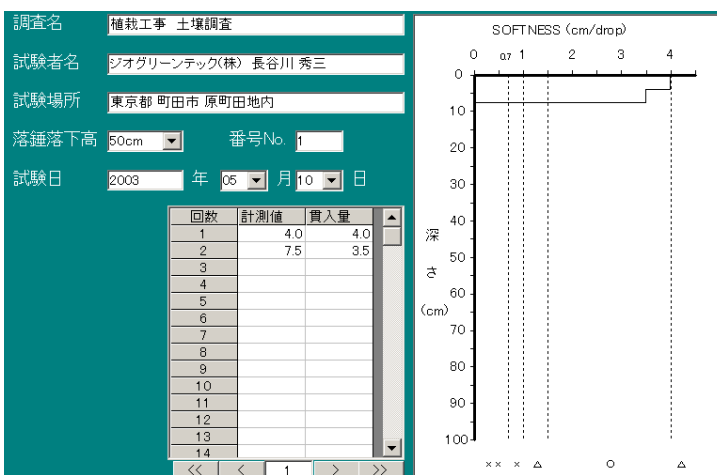 調査名 植栽工事 土壌調査
試験者名 ジオグリーンテック(株) 長谷川 秀三
試験場所 東京都 町田市 原町田地内
落錘落下高 50cm 番号No. 1
試験日 2003 年 05 月 10 日
回数 計測値 貫入量
1 4.0 4.0
2 7.5 3.5
3
4
5
6
7
8
9
10
11
12
13
14
<< < 1 > >>
SOFTNESS (cm/drop)
0 0.7 1 2 3 4
0
10
20
30
40
50
60
70
80
90
100
深さ(cm)
×× × △ ○ △